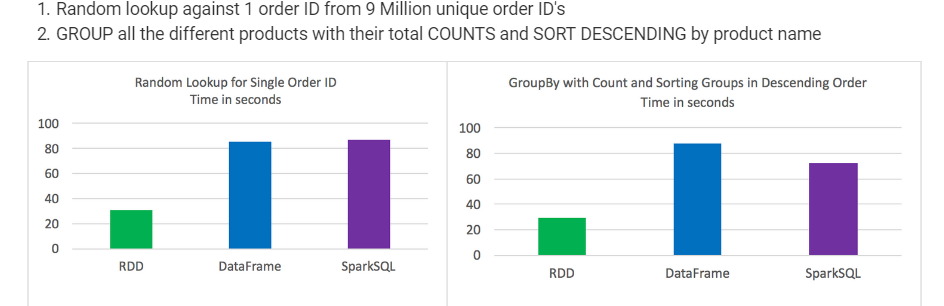 1. Random lookup against 1 order ID from 9 Million unique order ID's
2. GROUP all the different products with their total COUNTS and SORT DESCENDING by product name
Random Lookup for Single Order ID
Time in seconds
100
80
60
40
20
0
RDD DataFrame SparkSQL
GroupBy with Count and Sorting Groups in Descending Order
Time in seconds
100
80
60
40
20
0
RDD DataFrame SparkSQL